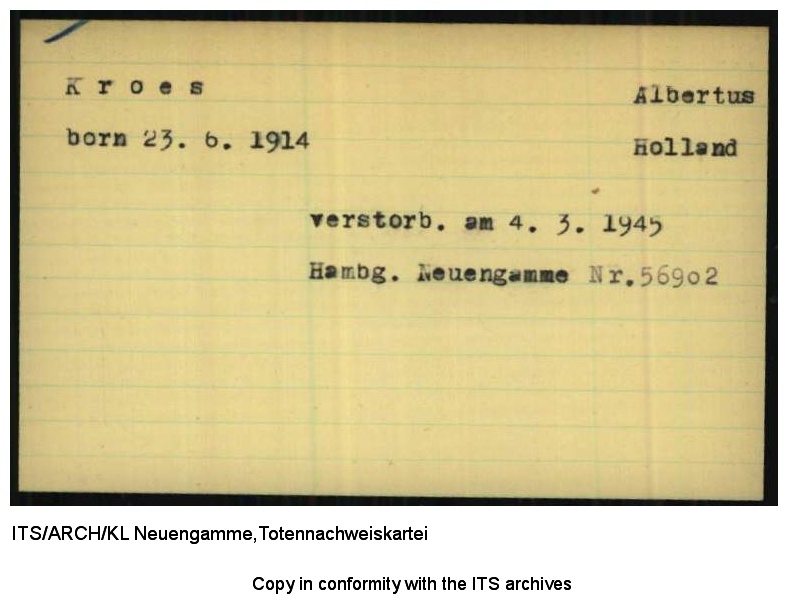 K r o e s Albertus
born 23. 6. 1914 Holland
verstorb. am 4. 3. 1945
Hambg. Neuengamme Nr.56902
ITS/ARCH/KL Neuengamme,Totennachweiskartei
Copy in conformity with the ITS archives